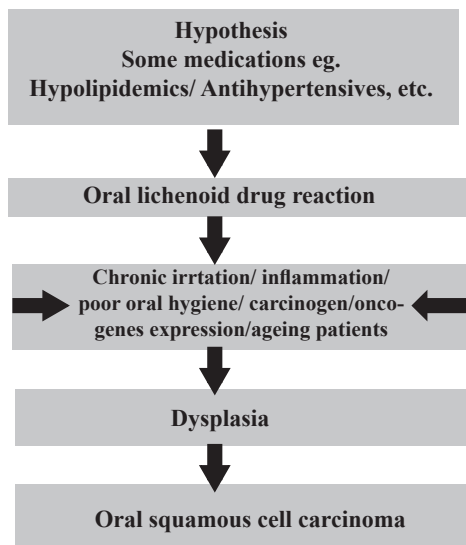 Hypothesis
Some medications eg.
Hypolipidemics/ Antihypertensives, etc.
Oral lichenoid drug reaction
Chronic irrtation/ inflammation/
poor oral hygiene/ carcinogen/onco-
genes expression/ageing patients
Dysplasia
Oral squamous cell carcinoma